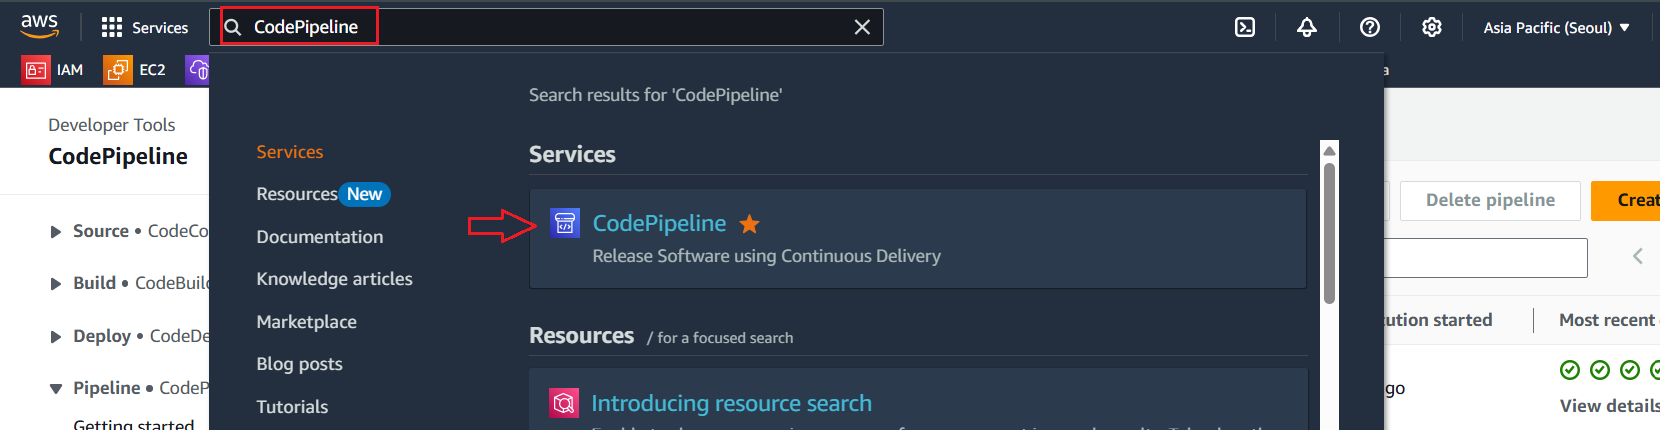 aws
Services
CodePipeline
Asia Pacific (Seoul)
IAM
EC2
a
Search results for 'CodePipeline'
Developer Tools
CodePipeline
Source • CodeCo
Build • CodeBuil
Deploy • CodeDe
Pipeline • CodeP
Getting started
Services
Resources New
Documentation
Knowledge articles
Marketplace
Blog posts
Tutorials
Services
CodePipeline
Release Software using Continuous Delivery
Resources / for a focused search
Introducing resource search
Delete pipeline
Creat
ution started
Most recent
go
View details